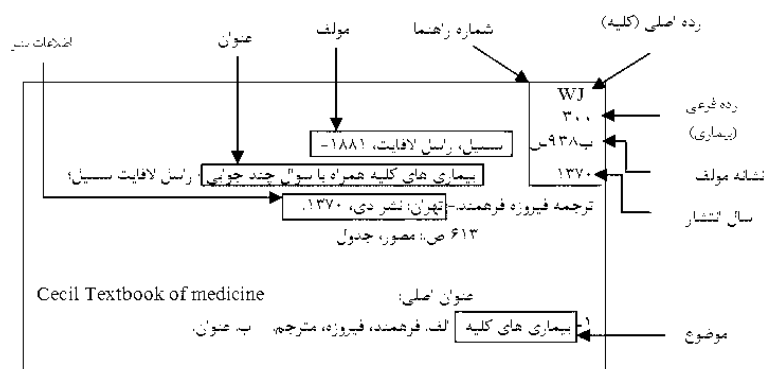 رده اصلی (کلیه)
شماره راهنما
مولف
عنوان
اطلاعات نشر
WJ
۳۰۰
رده فرعی
(بیماری)
ب۹۳۸س
سسیل، راسل لافایت، ۱۸۸۱-
نشانه مولف
۱۳۷۰
بیماری های کلیه همراه با سوال چند جوابی / راسل لافایت سسیل؛
سال انتشار
ترجمه فیروزه فرهمند.- تهران: نشر دی، ۱۳۷۰.
۶۱۳ ص.: مصور، جدول
عنوان اصلی: Cecil Textbook of medicine
۱- بیماری های کلیه الف. فرهمند، فیروزه، مترجم. ب. عنوان.
موضوع